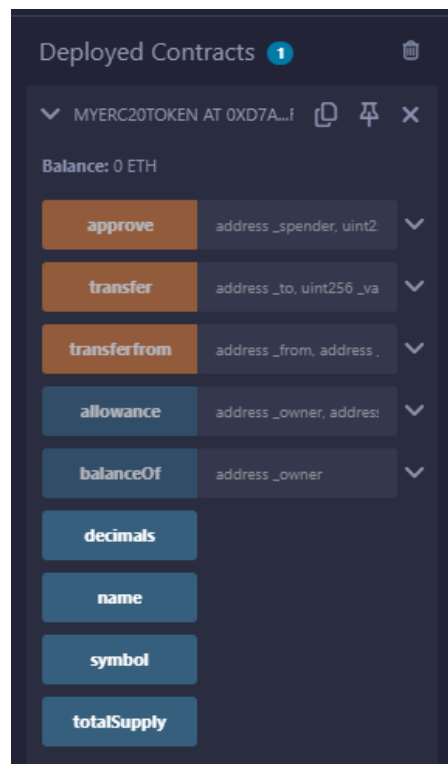 Deployed Contracts 1
MYERC20TOKEN AT 0XD7A...F
Balance: 0 ETH
approve address _spender, uint2
transfer address _to, uint256 _va
transferfrom address _from, address _
allowance address _owner, address
balanceOf address _owner
decimals
name
symbol
totalSupply